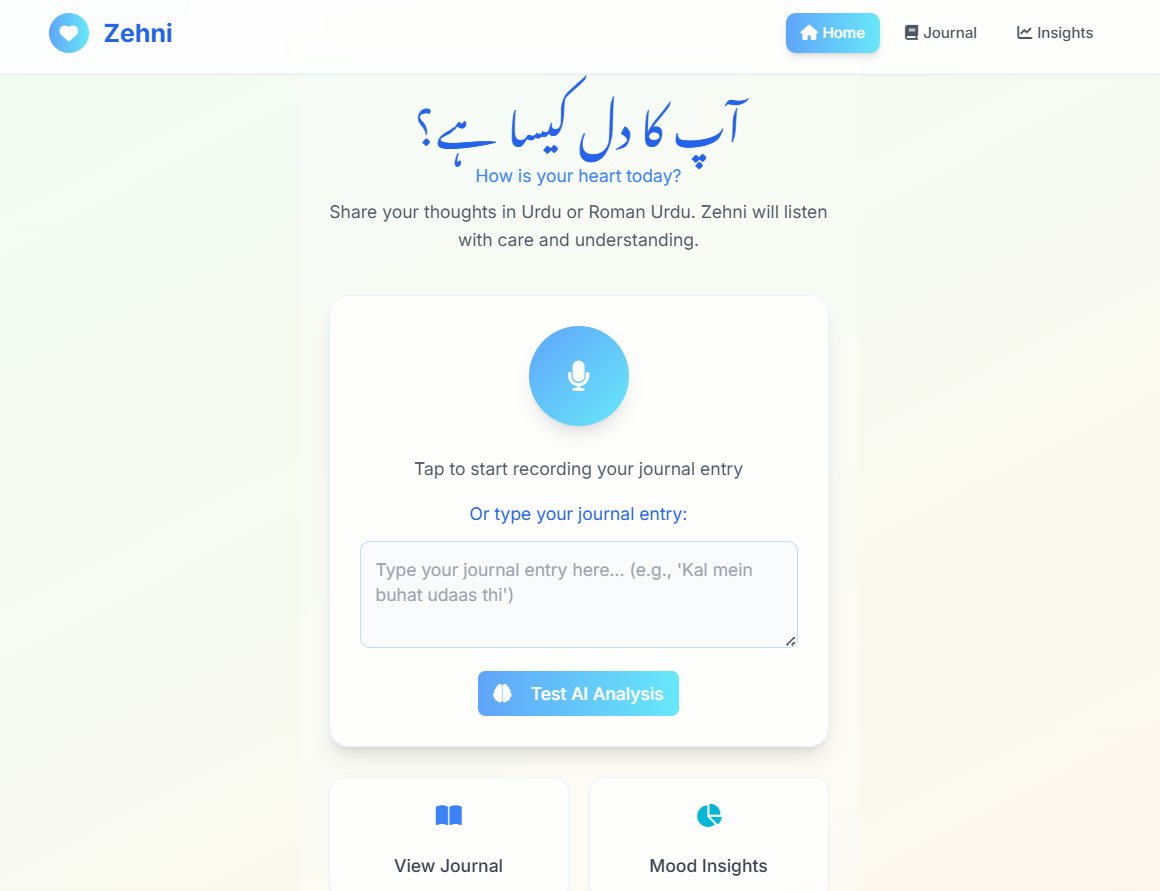 Zehni
Home
Journal
Insights
آپ کا دل کیسا ہے؟
How is your heart today?
Share your thoughts in Urdu or Roman Urdu. Zehni will listen
with care and understanding.
Tap to start recording your journal entry
Or type your journal entry:
Type your journal entry here... (e.g., 'Kal mein
buhat udaas thi')
Test AI Analysis
View Journal
Mood Insights